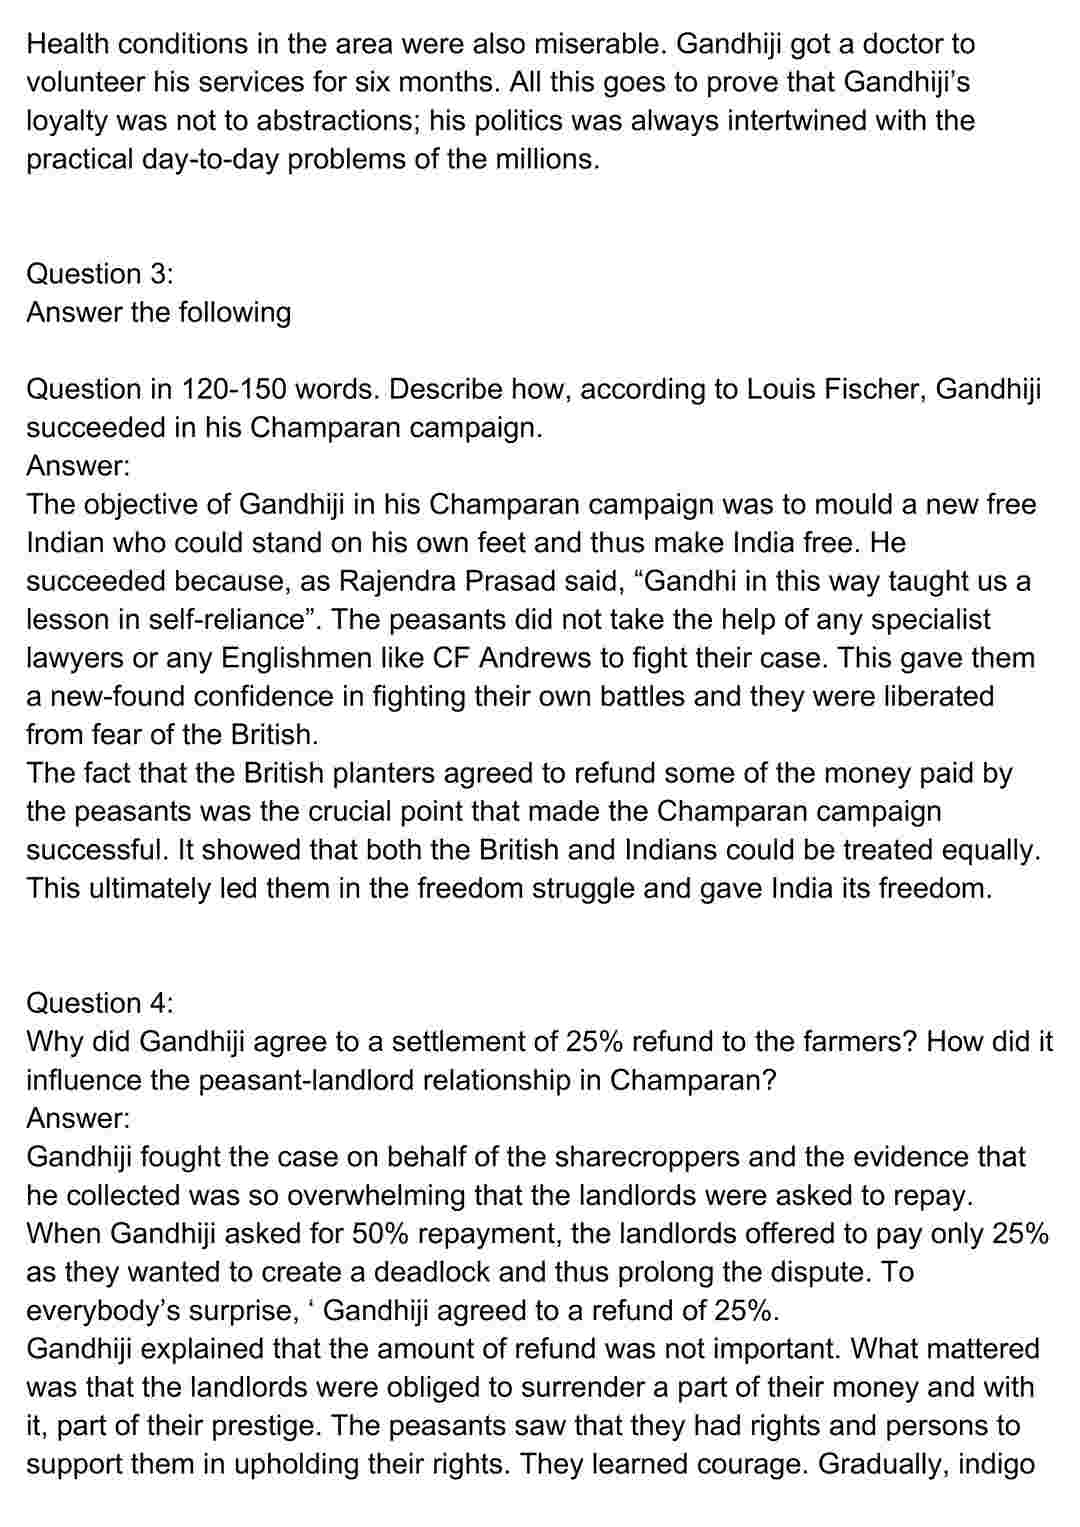 Health conditions in the area were also miserable. Gandhiji got a doctor to
volunteer his services for six months. All this goes to prove that Gandhiji’s
loyalty was not to abstractions; his politics was always intertwined with the
practical day-to-day problems of the millions.
Question 3:
Answer the following
Question in 120-150 words. Describe how, according to Louis Fischer, Gandhiji
succeeded in his Champaran campaign.
Answer:
The objective of Gandhiji in his Champaran campaign was to mould a new free
Indian who could stand on his own feet and thus make India free. He
succeeded because, as Rajendra Prasad said, “Gandhi in this way taught us a
lesson in self-reliance”. The peasants did not take the help of any specialist
lawyers or any Englishmen like CF Andrews to fight their case. This gave them
a new-found confidence in fighting their own battles and they were liberated
from fear of the British.
The fact that the British planters agreed to refund some of the money paid by
the peasants was the crucial point that made the Champaran campaign
successful. It showed that both the British and Indians could be treated equally.
This ultimately led them in the freedom struggle and gave India its freedom.
Question 4:
Why did Gandhiji agree to a settlement of 25% refund to the farmers? How did it
influence the peasant-landlord relationship in Champaran?
Answer:
Gandhiji fought the case on behalf of the sharecroppers and the evidence that
he collected was so overwhelming that the landlords were asked to repay.
When Gandhiji asked for 50% repayment, the landlords offered to pay only 25%
as they wanted to create a deadlock and thus prolong the dispute. To
everybody’s surprise, ‘ Gandhiji agreed to a refund of 25%.
Gandhiji explained that the amount of refund was not important. What mattered
was that the landlords were obliged to surrender a part of their money and with
it, part of their prestige. The peasants saw that they had rights and persons to
support them in upholding their rights. They learned courage. Gradually, indigo